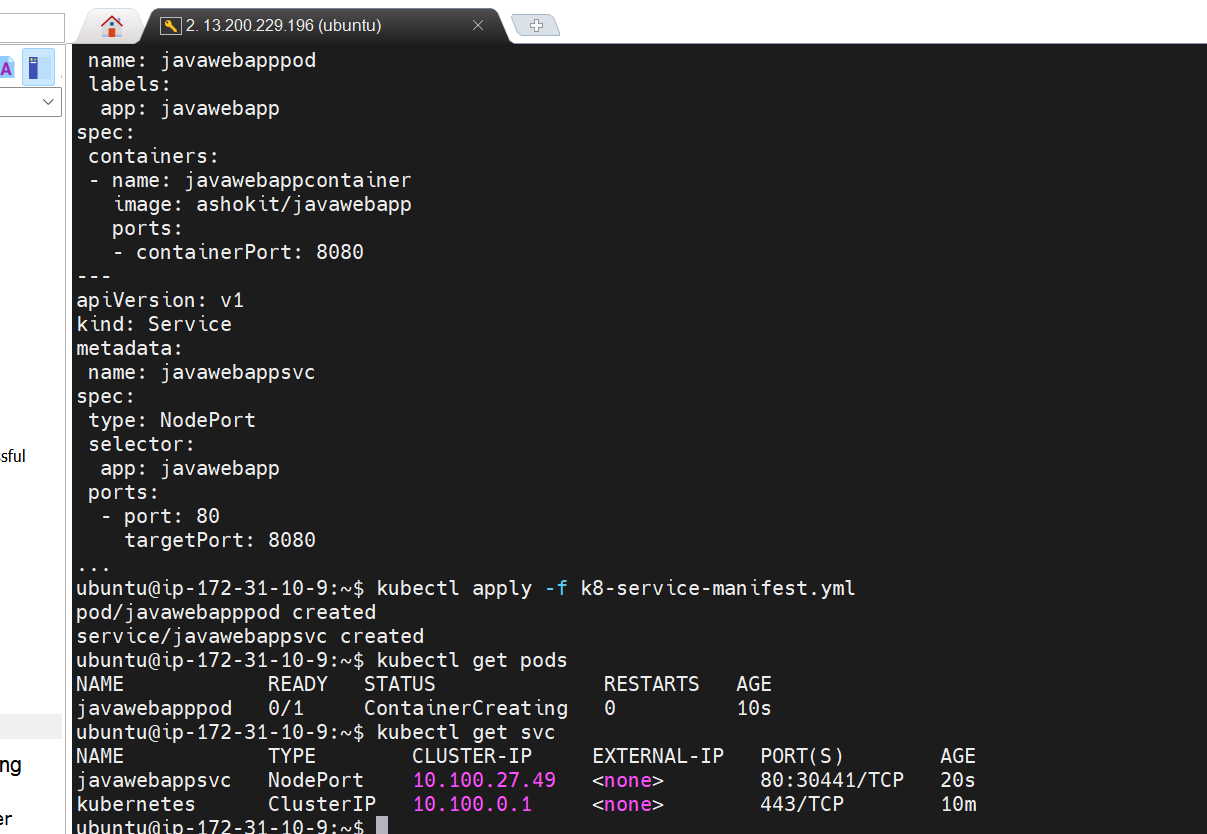 2. 13.200.229.196 (ubuntu)
A
name: javawebapppod
labels:
app: javawebapp
spec:
containers:
- name: javawebappcontainer
image: ashokit/javawebapp
ports:
- containerPort: 8080
---
apiVersion: v1
kind: Service
metadata:
name: javawebappsvc
spec:
type: NodePort
selector:
sful
app: javawebapp
ports:
- port: 80
targetPort: 8080
...
ubuntu@ip-172-31-10-9:~$ kubectl apply -f k8-service-manifest.yml
pod/javawebapppod created
service/javawebappsvc created
ubuntu@ip-172-31-10-9:~$ kubectl get pods
NAME READY STATUS RESTARTS AGE
javawebapppod 0/1 ContainerCreating 0 10s
ubuntu@ip-172-31-10-9:~$ kubectl get svc
NAME TYPE CLUSTER-IP EXTERNAL-IP PORT(S) AGE
ng
javawebappsvc NodePort 10.100.27.49 <none> 80:30441/TCP 20s
kubernetes ClusterIP 10.100.0.1 <none> 443/TCP 10m
er
ubuntu@ip-172-31-10-9:~$